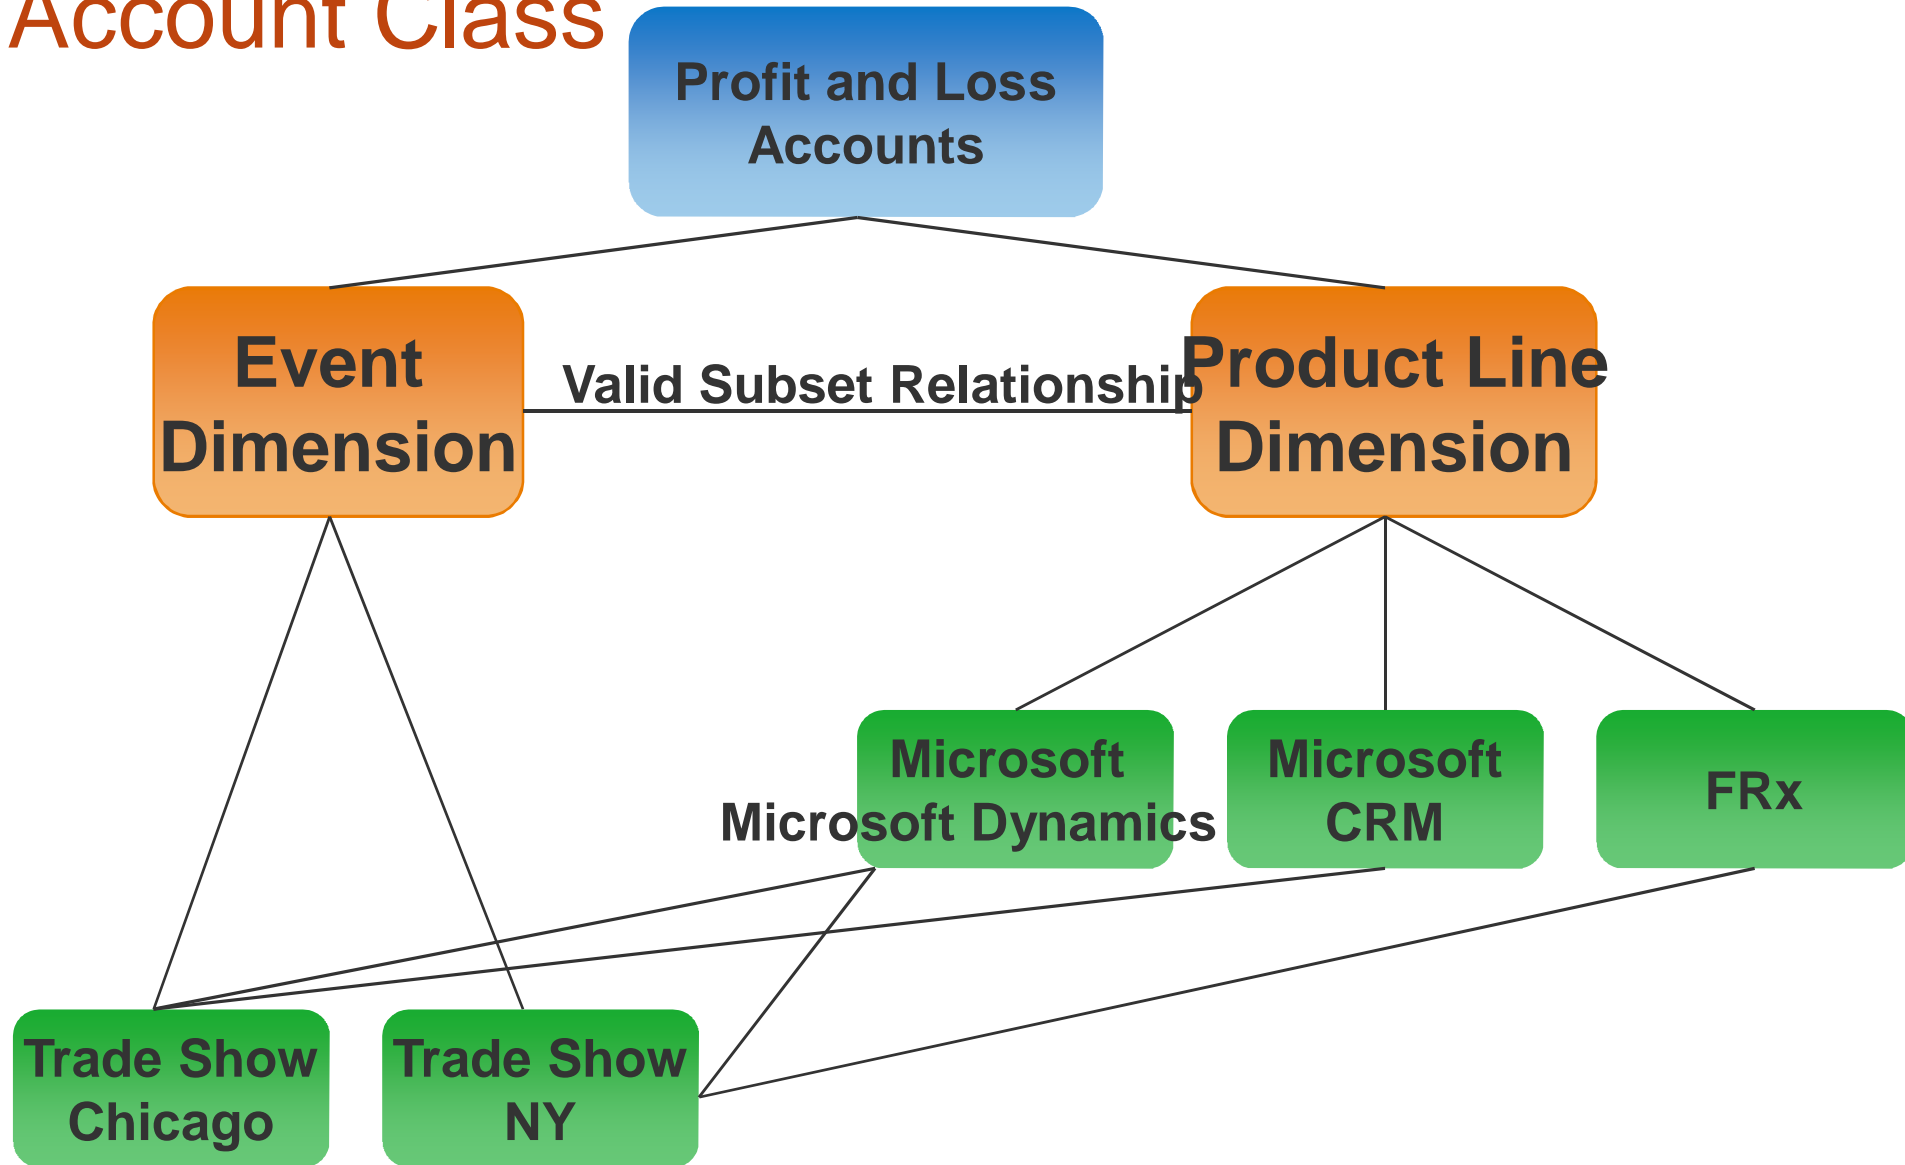 Account Class
Profit and Loss
Accounts
Event
Dimension
Valid Subset Relationship
Product Line
Dimension
Microsoft
Microsoft Dynamics
Microsoft
CRM
FRx
Trade Show
Chicago
Trade Show
NY